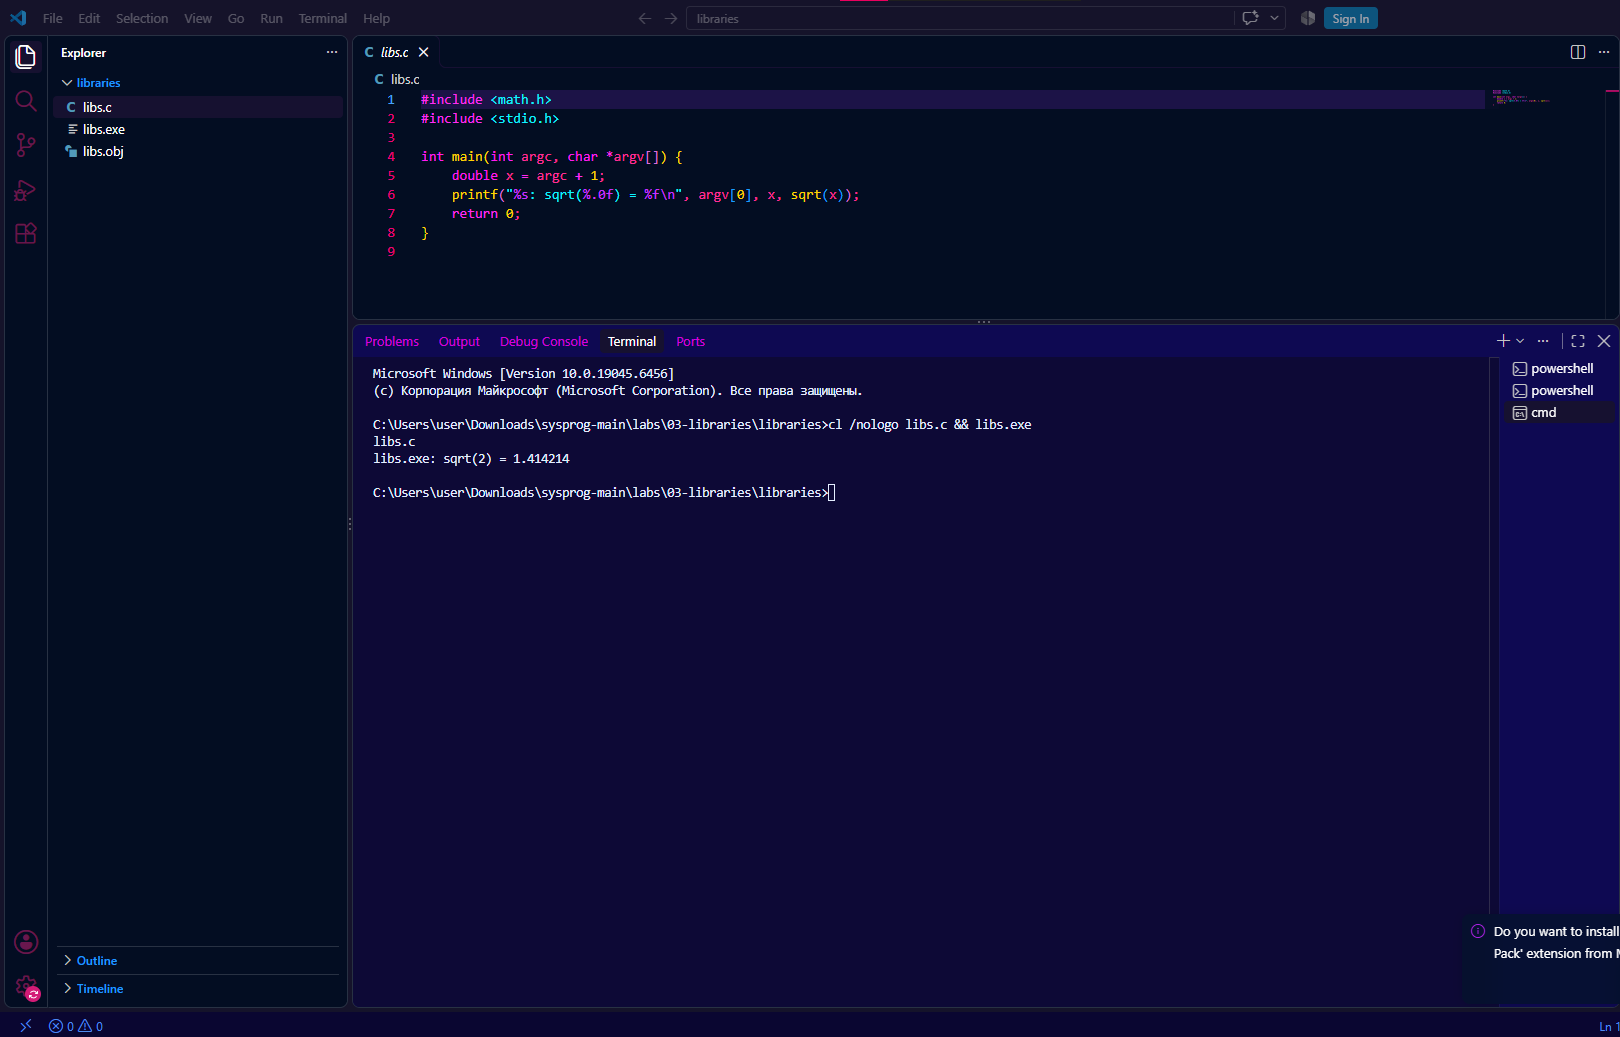 File Edit Selection View Go Run Terminal Help
libraries
Sign In
Explorer
libraries
libs.c
libs.exe
libs.obj
Outline
Timeline
C libs.c
C libs.c
1 #include <math.h>
2 #include <stdio.h>
3
4 int main(int argc, char *argv[]) {
5 double x = argc + 1;
6 printf("%s: sqrt(%.0f) = %f\n", argv[0], x, sqrt(x));
7 return 0;
8 }
9
Problems Output Debug Console Terminal Ports
Microsoft Windows [Version 10.0.19045.6456]
(c) Корпорация Майкрософт (Microsoft Corporation). Все права защищены.
C:\Users\user\Downloads\sysprog-main\labs\03-libraries\libraries>cl /nologo libs.c && libs.exe
libs.c
libs.exe: sqrt(2) = 1.414214
C:\Users\user\Downloads\sysprog-main\labs\03-libraries\libraries>
powershell
powershell
cmd
Do you want to install
Pack' extension from
0 0
Ln 1